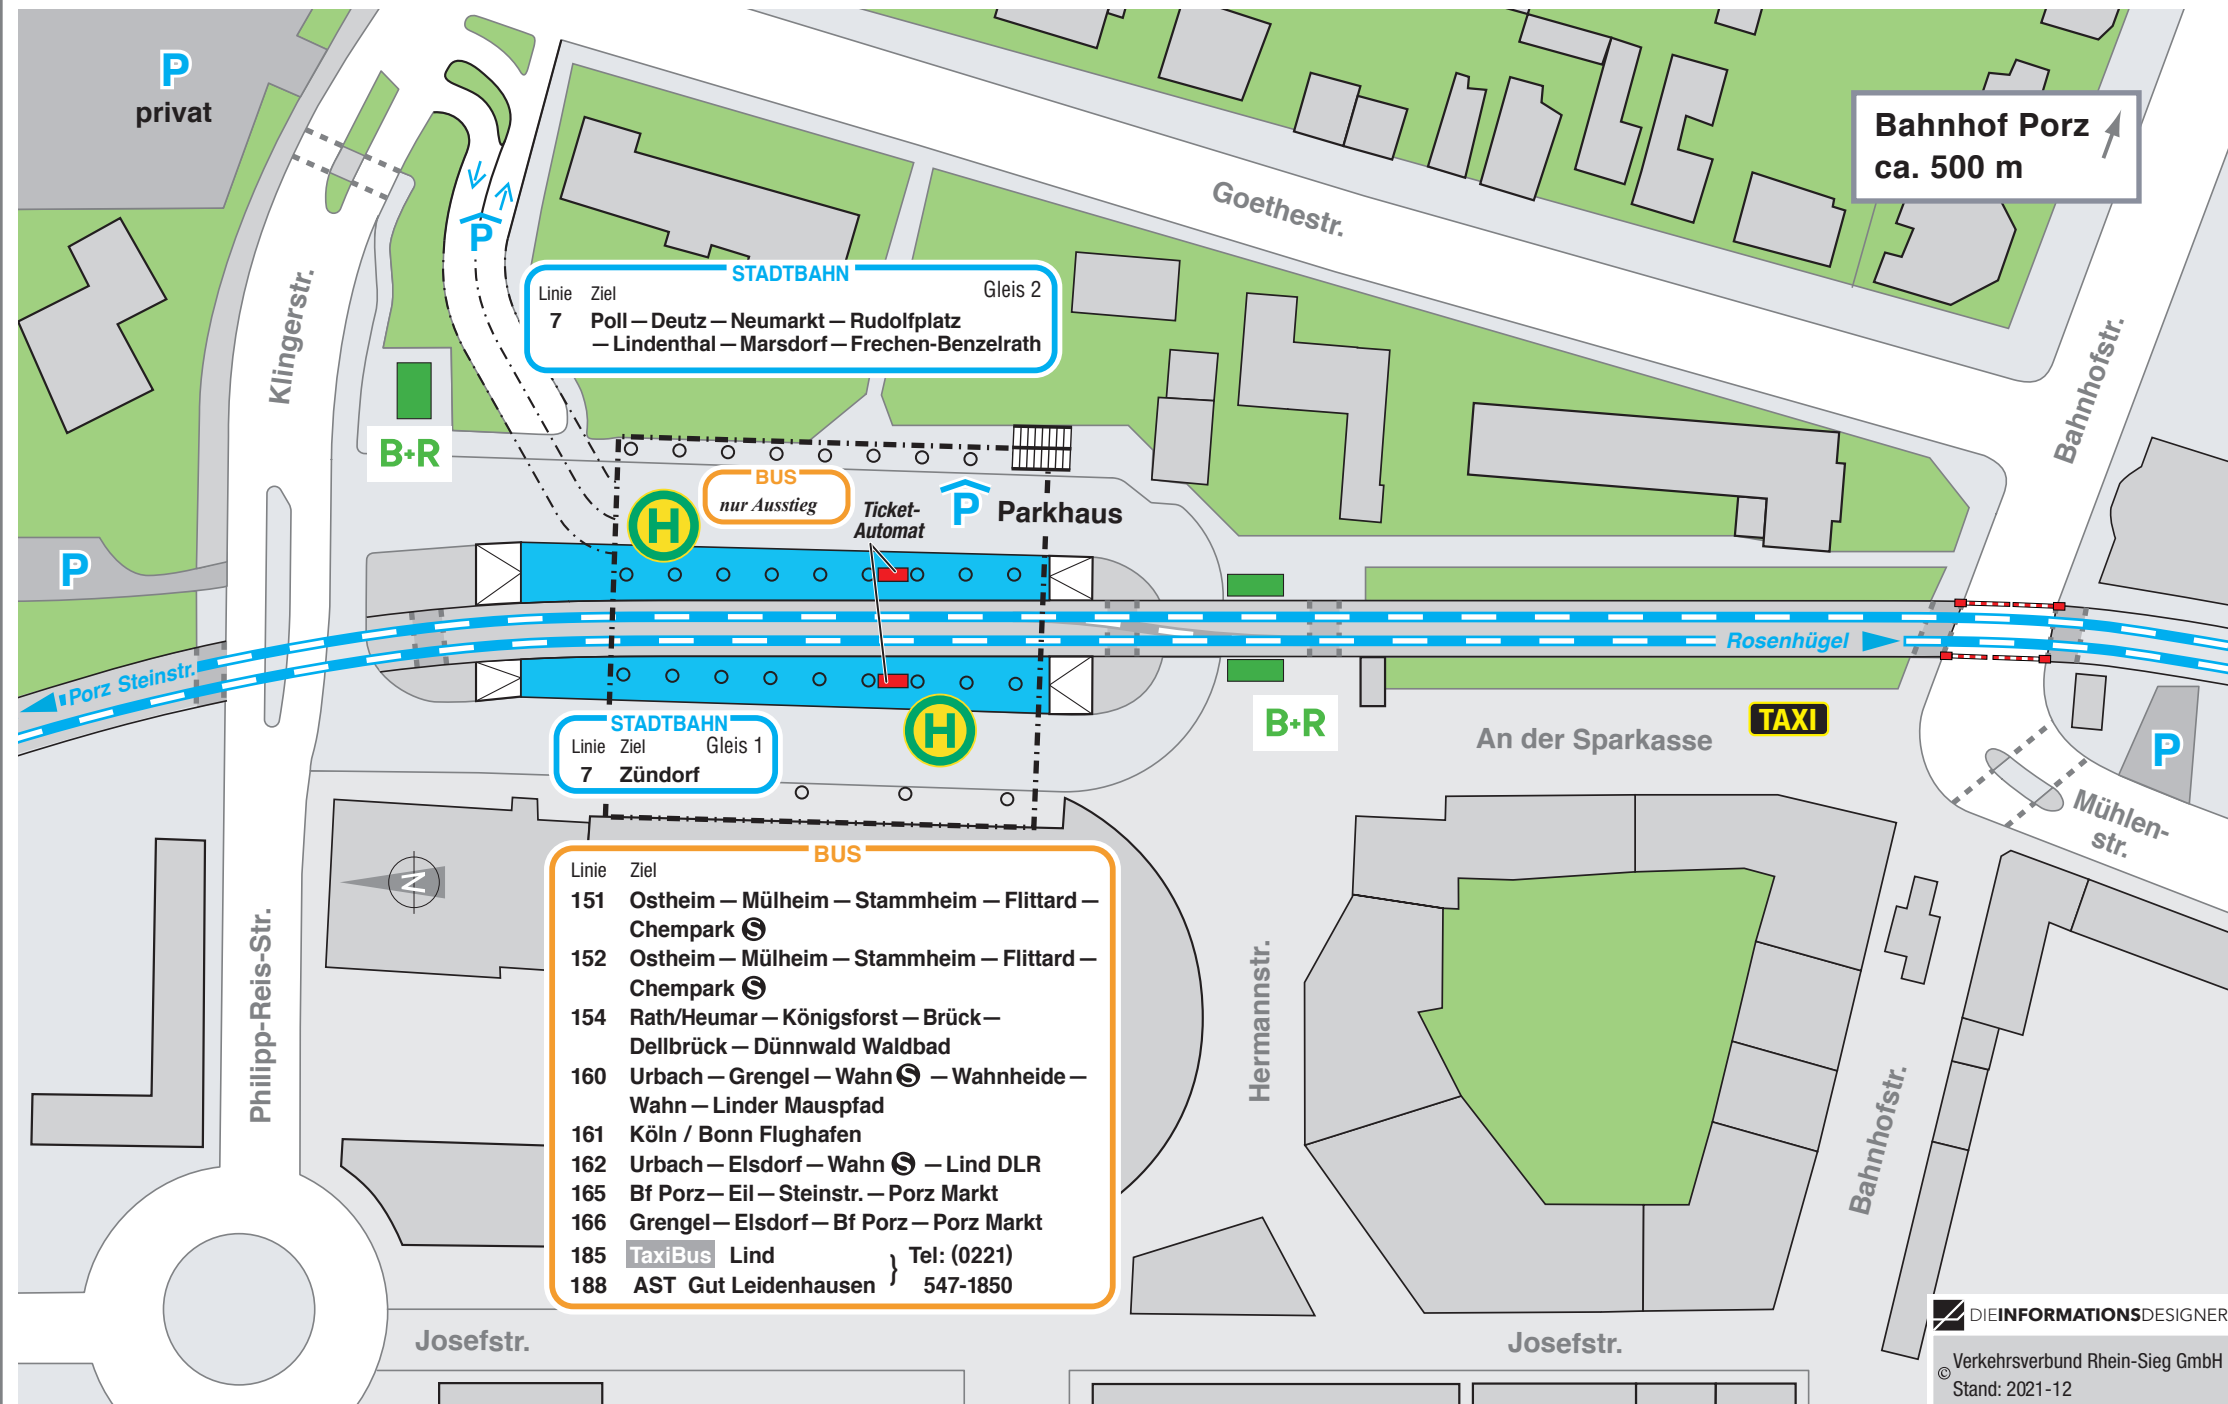 P
privat
Bahnhof Porz
ca. 500 m
Goethestr.
P
STADTBAHN
Linie Ziel Gleis 2
7 Poll – Deutz – Neumarkt – Rudolfplatz
– Lindenthal – Marsdorf – Frechen-Benzelrath
Klingerstr.
Bahnhofstr.
B+R
BUS
nur Ausstieg
H
Ticket-
Automat
P Parkhaus
P
Porz Steinstr.
Rosenhügel
H
STADTBAHN
Linie Ziel Gleis 1
7 Zündorf
B+R
An der Sparkasse
TAXI
P
Mühlen-
str.
N
BUS
Linie Ziel
151 Ostheim – Mülheim – Stammheim – Flittard –
Chempark S
152 Ostheim – Mülheim – Stammheim – Flittard –
Chempark S
154 Rath/Heumar – Königsforst – Brück –
Dellbrück – Dünnwald Waldbad
160 Urbach – Grengel – Wahn S – Wahnheide –
Wahn – Linder Mauspfad
161 Köln / Bonn Flughafen
162 Urbach – Elsdorf – Wahn S – Lind DLR
165 Bf Porz – Eil – Steinstr. – Porz Markt
166 Grengel – Elsdorf – Bf Porz – Porz Markt
185 TaxiBus Lind } Tel: (0221)
188 AST Gut Leidenhausen 547-1850
Philipp-Reis-Str.
Hermannstr.
Bahnhofstr.
Josefstr.
Josefstr.
DIEINFORMATIONSDESIGNER
© Verkehrsverbund Rhein-Sieg GmbH
Stand: 2021-12